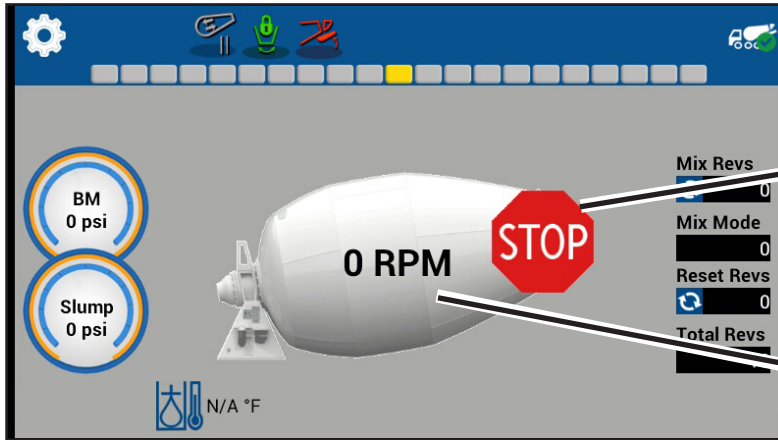 BM
0 psi
Slump
0 psi
0 RPM
STOP
Mix Revs
0
Mix Mode
0
Reset Revs
0
Total Revs
N/A °F